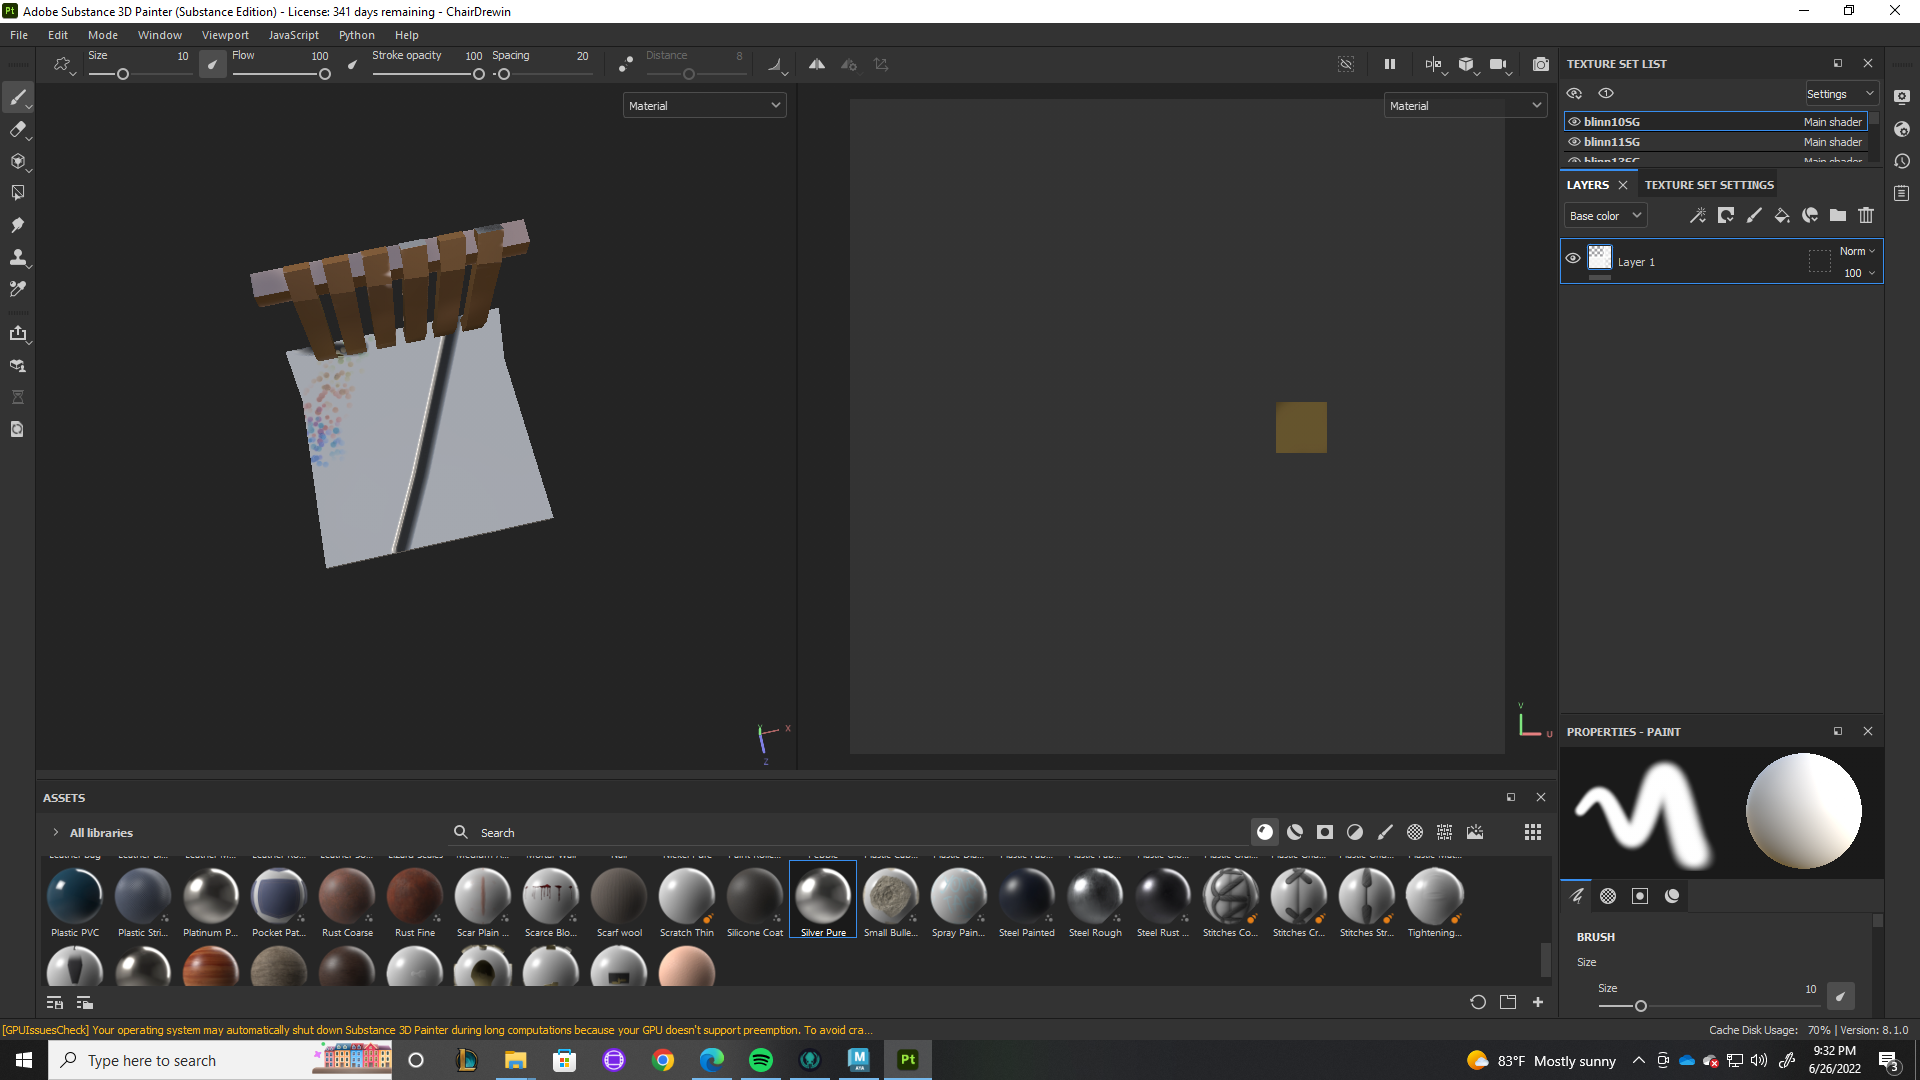 Pt Adobe Substance 3D Painter (Substance Edition) - License: 341 days remaining - ChairDrewin
File Edit Mode Window Viewport JavaScript Python Help
Size 10 Flow 100 Stroke opacity 100 Spacing 20 Distance 8
Material
Material
TEXTURE SET LIST
Settings
blinn10SG Main shader
blinn11SG Main shader
Main shader
LAYERS TEXTURE SET SETTINGS
Base color
Layer 1 Norm
100
Y X
Z
V
U
PROPERTIES - PAINT
BRUSH
Size
Size 10
ASSETS
All libraries Search
Plastic PVC Plastic Stri... Platinum P... Pocket Pat... Rust Coarse Rust Fine Scar Plain ... Scarce Blo... Scarf wool Scratch Thin Silicone Coat Silver Pure Small Bulle... Spray Pain... Steel Painted Steel Rough Steel Rust ... Stitches Co... Stitches Cr... Stitches Str... Tightening...
[GPUIssuesCheck] Your operating system may automatically shut down Substance 3D Painter during long computations because your GPU doesn't support preemption. To avoid cra...
Cache Disk Usage: 70% | Version: 8.1.0
Type here to search
M
Pt
83°F Mostly sunny
9:32 PM
6/26/2022
3